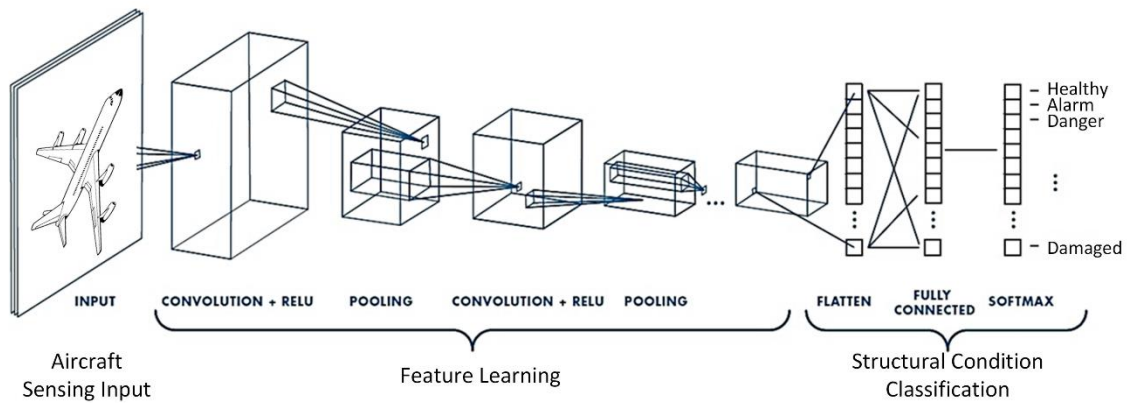 Healthy
Alarm
Danger
...
⋮
⋮ ⋮ ⋮
Damaged
INPUT
CONVOLUTION + RELU
POOLING
CONVOLUTION + RELU
POOLING
FLATTEN
FULLY
CONNECTED
SOFTMAX
Aircraft
Sensing Input
Feature Learning
Structural Condition
Classification